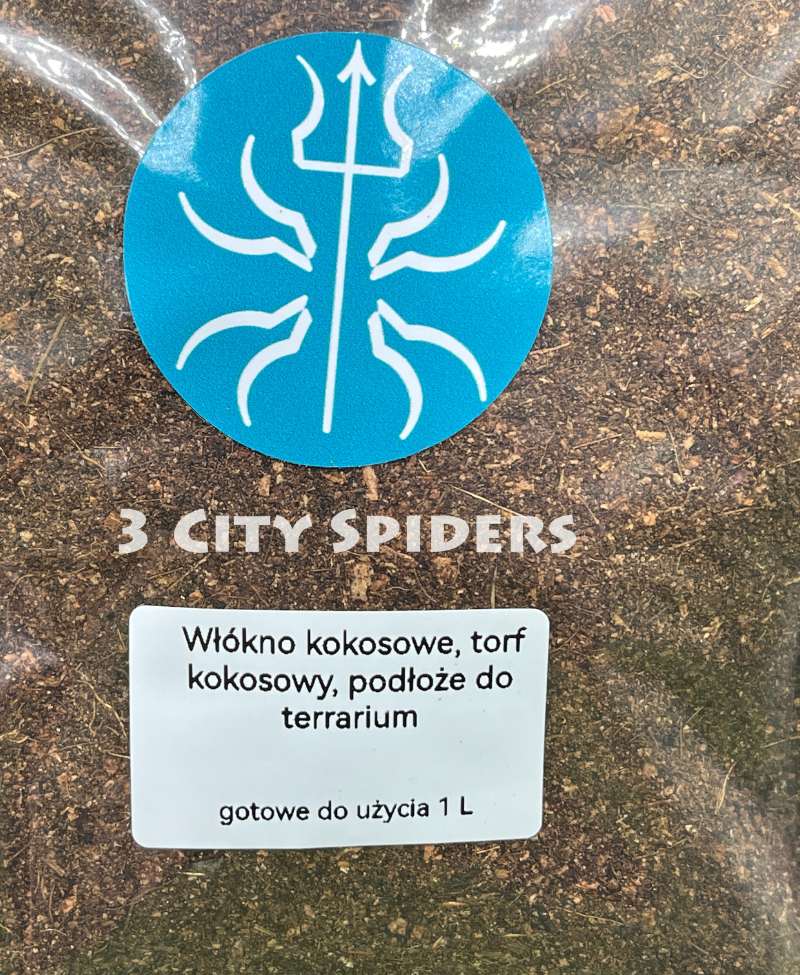 3 City Spiders
Włókno kokosowe, torf
kokosowy, podłoże do
terrarium
gotowe do użycia 1 L